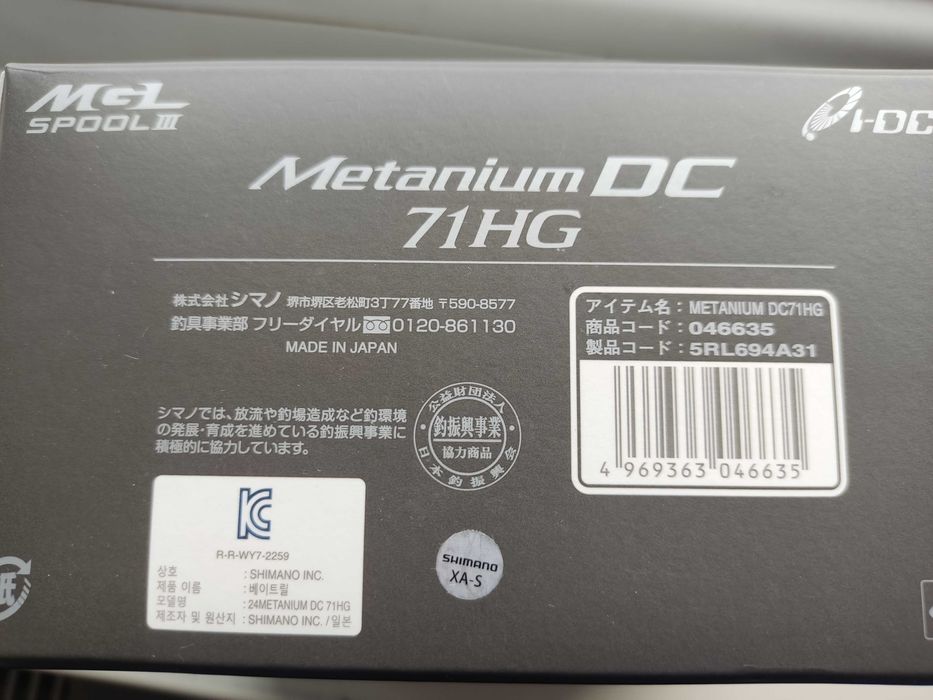 MGL
SPOOL III
I-DC
Metanium DC
71HG
株式会社シマノ 堺市堺区老松町3丁77番地 〒590-8577
釣具事業部 フリーダイヤル 0120-861130
MADE IN JAPAN
アイテム名：METANIUM DC71HG
商品コード：046635
製品コード：5RL694A31
4 969363 046635
シマノでは、放流や釣場造成など釣環境
の発展・育成を進めている釣振興事業に
積極的に協力しています。
公益財団法人
釣振興事業
協力商品
日本釣振興会
R-R-WY7-2259
상호 : SHIMANO INC.
제품 이름 : 베이트릴
모델명 : 24METANIUM DC 71HG
제조자 및 원산지 : SHIMANO INC. / 일본
SHIMANO
XA-S
紙